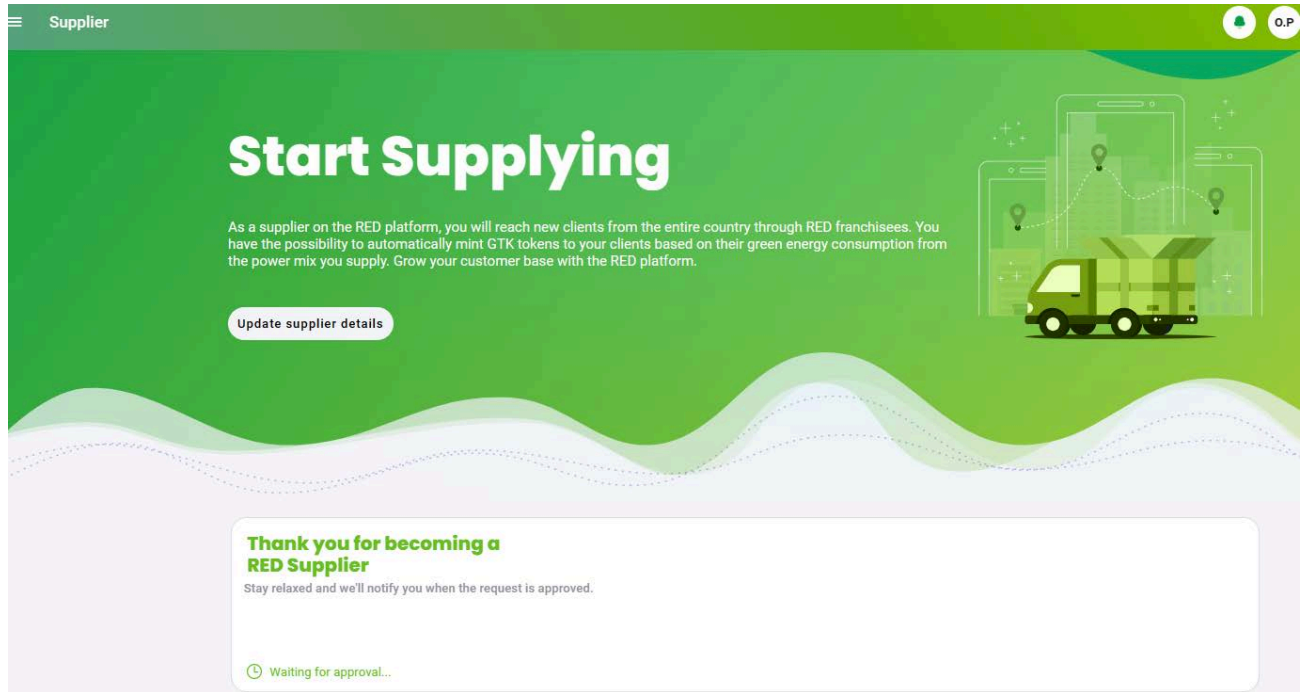 Supplier
O.P
Start Supplying
As a supplier on the RED platform, you will reach new clients from the entire country through RED franchisees. You
have the possibility to automatically mint GTK tokens to your clients based on their green energy consumption from
the power mix you supply. Grow your customer base with the RED platform.
Update supplier details
Thank you for becoming a
RED Supplier
Stay relaxed and we'll notify you when the request is approved.
Waiting for approval...